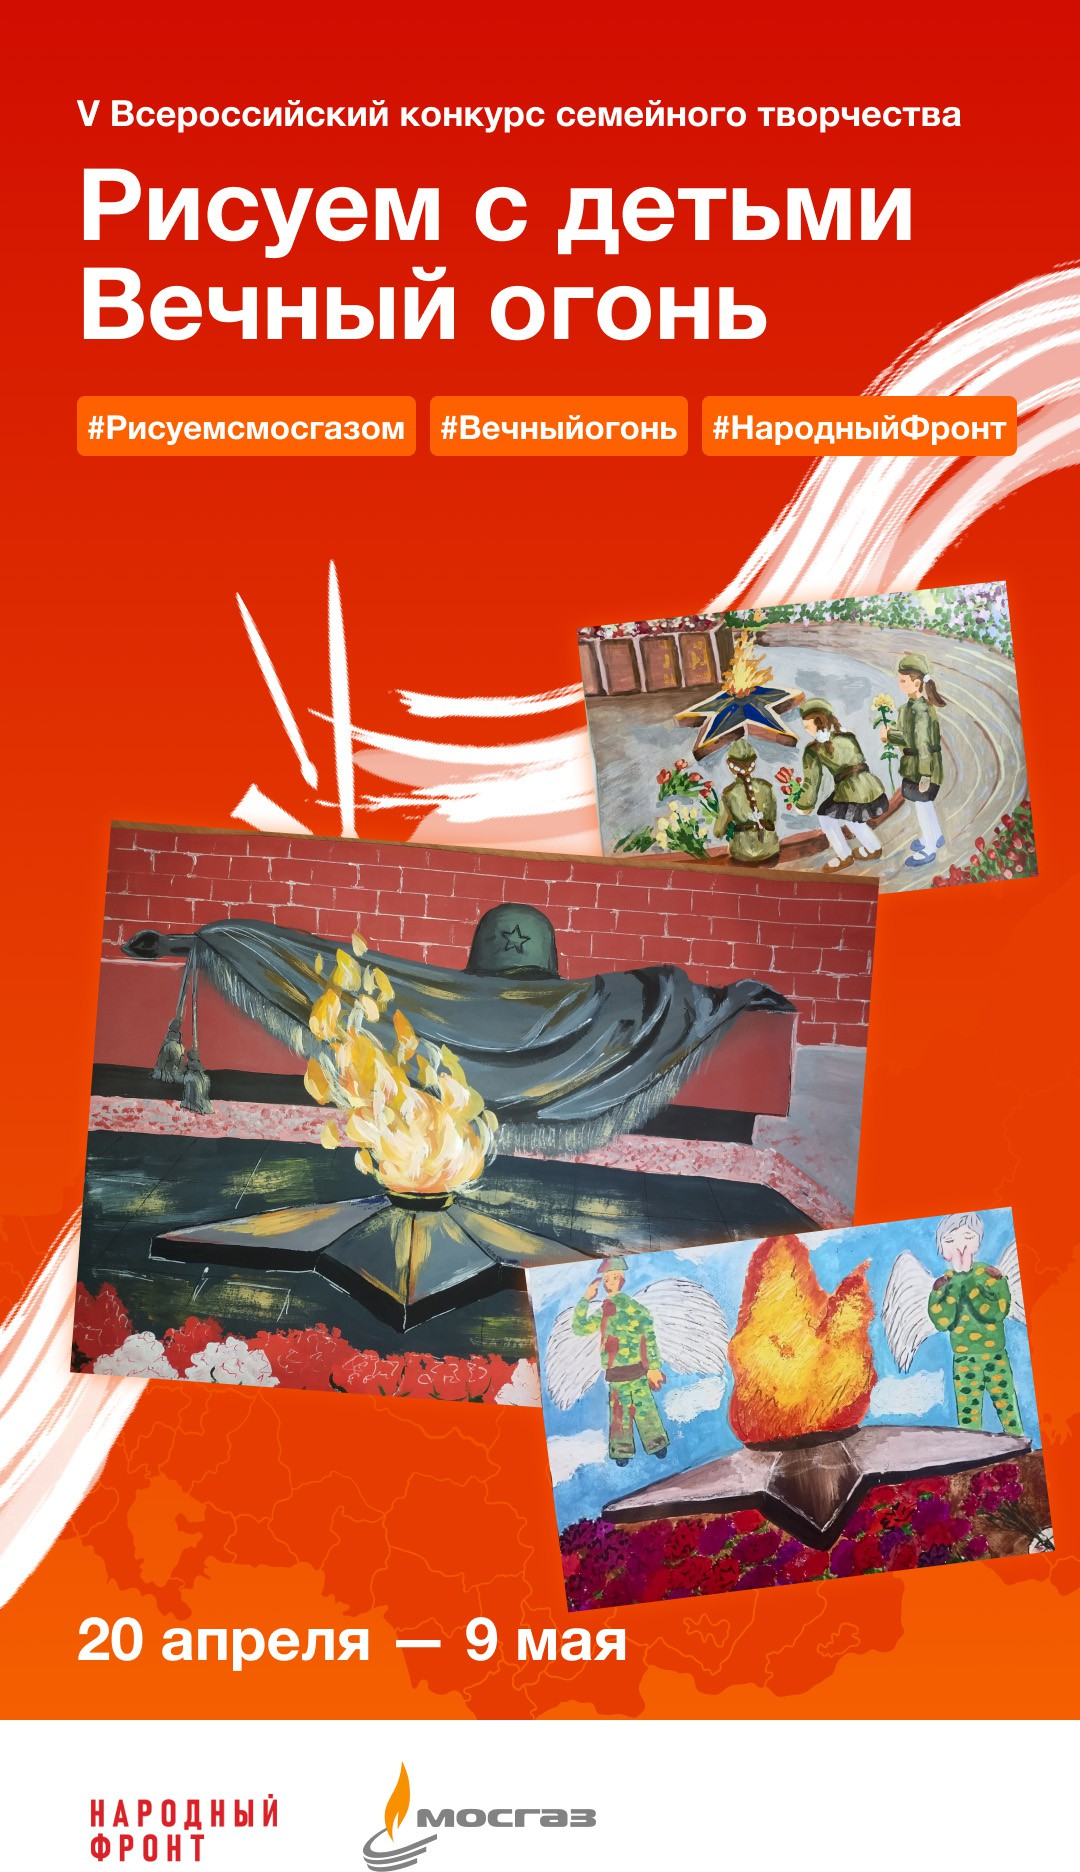 V Всероссийский конкурс семейного творчества
Рисуем с детьми
Вечный огонь
#Рисуемсмосгазом #Вечныйогонь #НародныйФронт
20 апреля — 9 мая
НАРОДНЫЙ
ФРОНТ
мосгаз